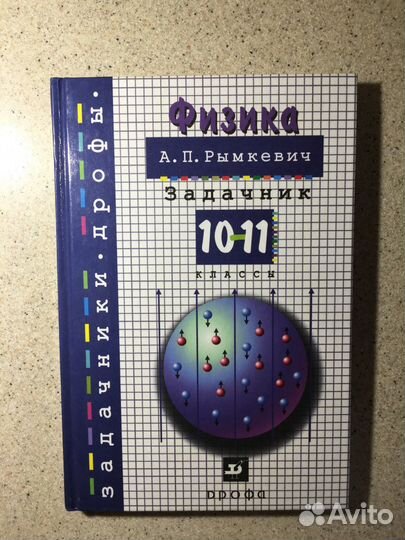 задачники·дрофы·
Физика
А.П.Рымкевич
Задачник
10-11
КЛАССЫ
дрофа
Avito